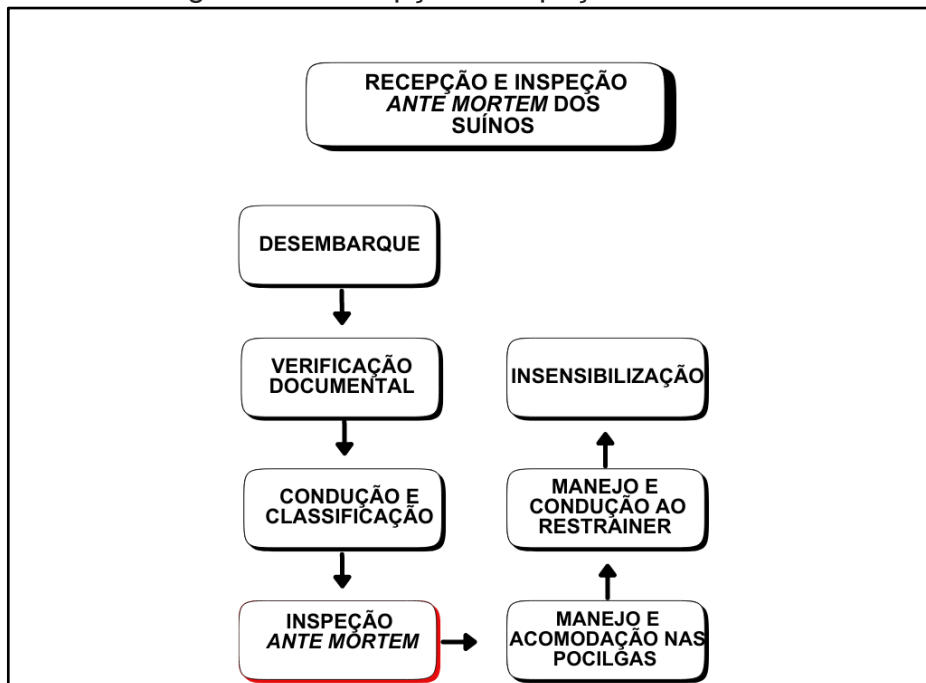 RECEPÇÃO E INSPEÇÃO
ANTE MORTEM DOS
SUÍNOS
DESEMBARQUE
VERIFICAÇÃO
DOCUMENTAL
CONDUÇÃO E
CLASSIFICAÇÃO
INSPEÇÃO
ANTE MORTEM
MANEJO E
ACOMODAÇÃO NAS
POCILGAS
MANEJO E
CONDUÇÃO AO
RESTRAINER
INSENSIBILIZAÇÃO